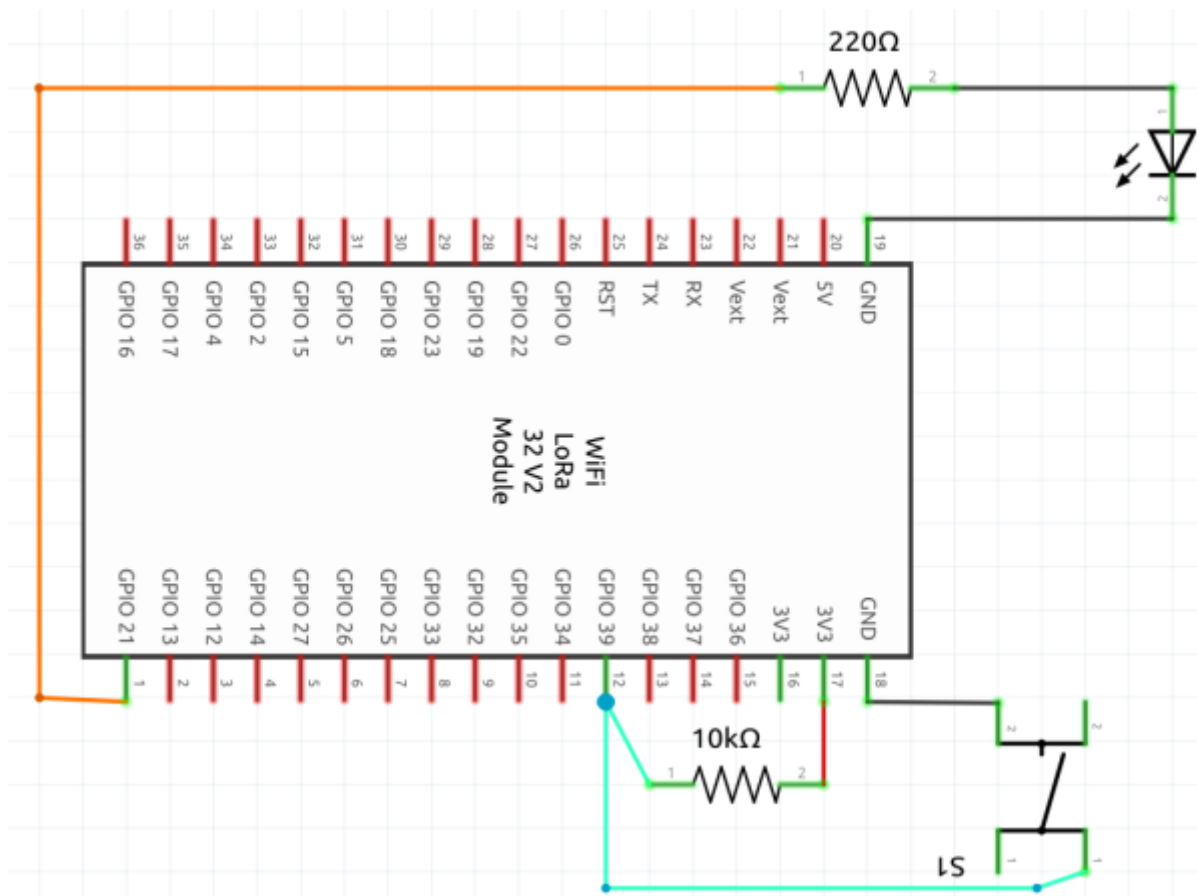 220Ω
1
2
1
2
36
35
34
33
32
31
30
29
28
27
26
25
24
23
22
21
20
19
GPIO 16
GPIO 17
GPIO 4
GPIO 2
GPIO 15
GPIO 5
GPIO 18
GPIO 23
GPIO 19
GPIO 22
GPIO 0
RST
TX
RX
Vext
Vext
5V
GND
WiFi
LoRa
32 V2
Module
GPIO 21
GPIO 13
GPIO 12
GPIO 14
GPIO 27
GPIO 26
GPIO 25
GPIO 33
GPIO 32
GPIO 35
GPIO 34
GPIO 39
GPIO 38
GPIO 37
GPIO 36
3V3
3V3
GND
1
2
3
4
5
6
7
8
9
10
11
12
13
14
15
16
17
18
10kΩ
1
2
2
2
S1
1
1